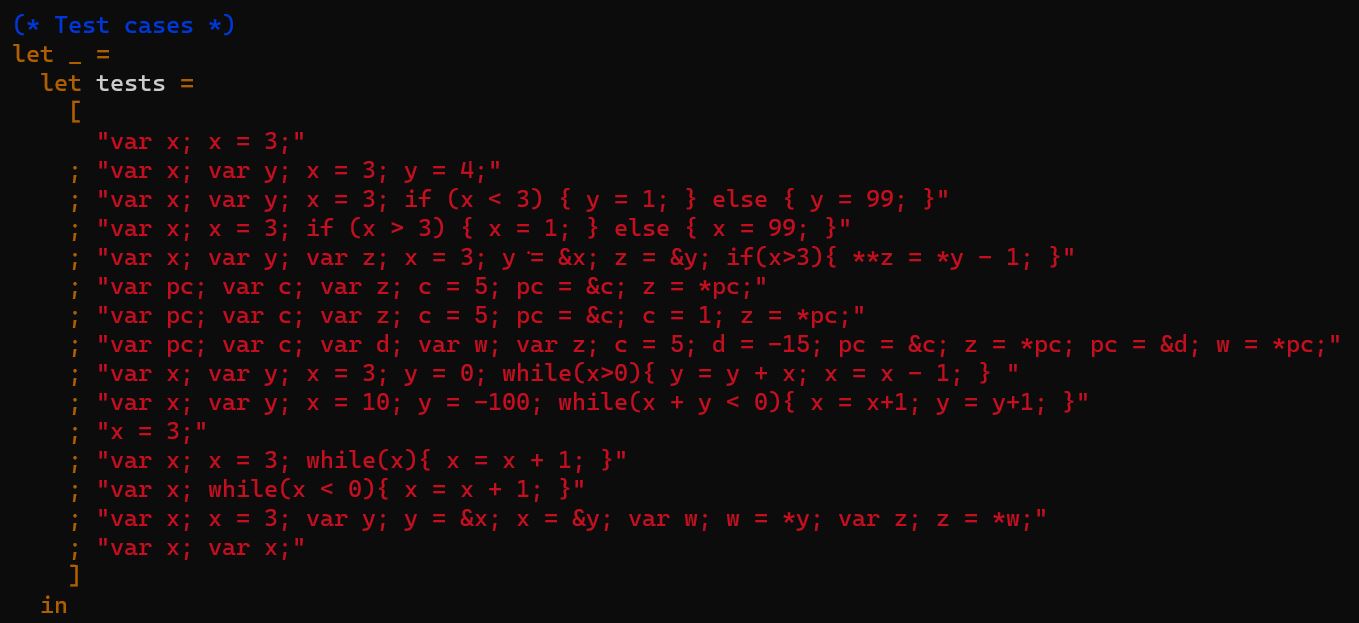 (* Test cases *)
let _ =
  let tests =
    [
      "var x; x = 3;"
    ; "var x; var y; x = 3; y = 4;"
    ; "var x; var y; x = 3; if (x < 3) { y = 1; } else { y = 99; }"
    ; "var x; x = 3; if (x > 3) { x = 1; } else { x = 99; }"
    ; "var x; var y; var z; x = 3; y = &x; z = &y; if(x>3){ **z = *y - 1; }"
    ; "var pc; var c; var z; c = 5; pc = &c; z = *pc;"
    ; "var pc; var c; var z; c = 5; pc = &c; c = 1; z = *pc;"
    ; "var pc; var c; var d; var w; var z; c = 5; d = -15; pc = &c; z = *pc; pc = &d; w = *pc;"
    ; "var x; var y; x = 3; y = 0; while(x>0){ y = y + x; x = x - 1; } "
    ; "var x; var y; x = 10; y = -100; while(x + y < 0){ x = x+1; y = y+1; }"
    ; "x = 3;"
    ; "var x; x = 3; while(x){ x = x + 1; }"
    ; "var x; while(x < 0){ x = x + 1; }"
    ; "var x; x = 3; var y; y = &x; x = &y; var w; w = *y; var z; z = *w;"
    ; "var x; var x;"
    ]
  in